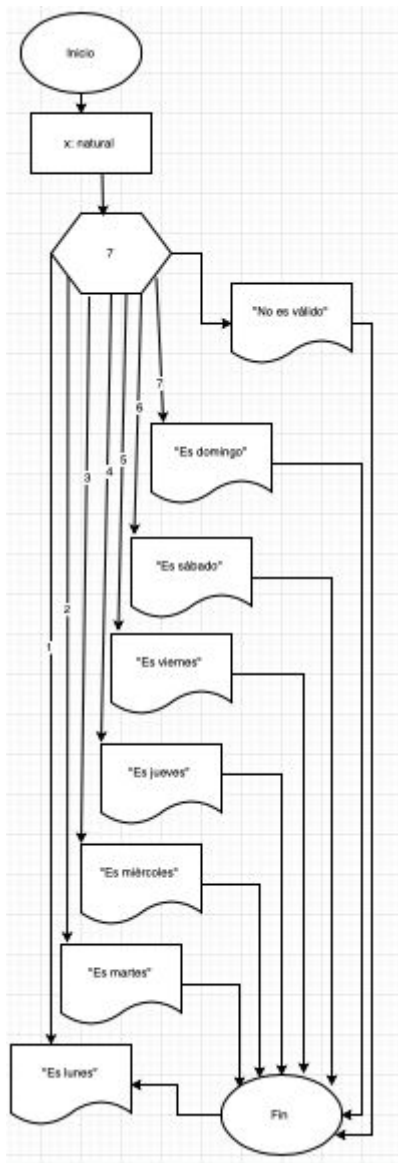 Inicio
x: natural
7
"No es válido"
7
"Es domingo"
6
5
4
3
"Es sábado"
2
1
"Es viernes"
"Es jueves"
"Es miércoles"
"Es martes"
"Es lunes"
Fin